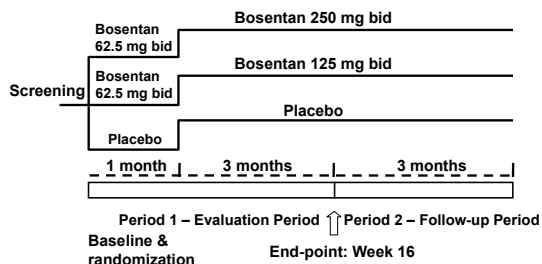 Bosentan 250 mg bid
Bosentan
62.5 mg bid
Bosentan 125 mg bid
Bosentan
62.5 mg bid
Screening
Placebo
Placebo
1 month
3 months
3 months
Period 1 – Evaluation Period
Period 2 – Follow-up Period
Baseline &
randomization
End-point: Week 16